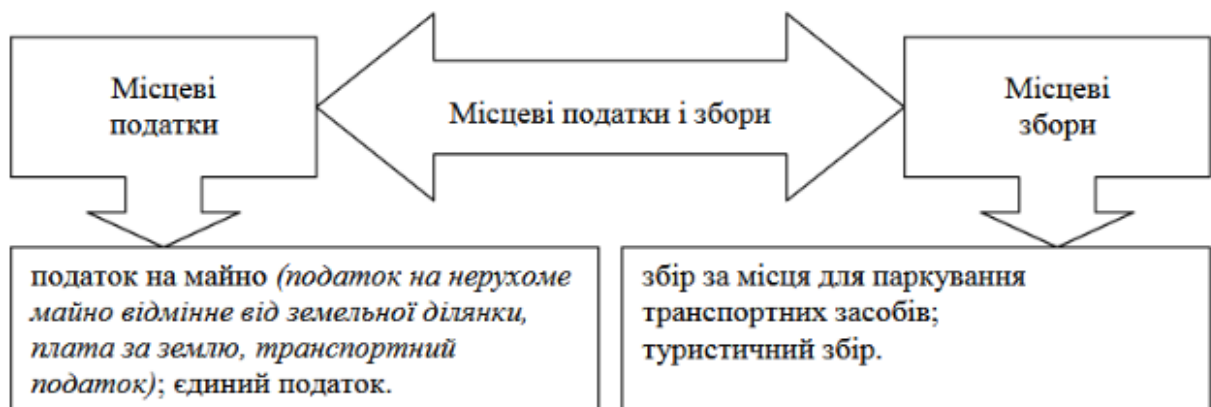 Місцеві
податки
Місцеві податки і збори
Місцеві
збори
податок на майно (податок на нерухоме
майно відмінне від земельної ділянки,
плата за землю, транспортний
податок); єдиний податок.
збір за місця для паркування
транспортних засобів;
туристичний збір.